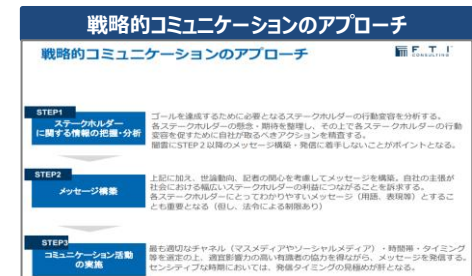 戦略的コミュニケーションのアプローチ
戦略的コミュニケーションのアプローチ
F T I
CONSULTING
STEP1
ステークホルダー
に関する情報の把握・分析
ゴールを達成するために必要となるステークホルダーの行動変容を分析する。
各ステークホルダーの懸念・期待を整理し、その上で各ステークホルダーの行動
変容を促すために自社が取るべきアクションを精査する。
闇雲にSTEP２以降のメッセージ構築・発信に着手しないことがポイントとなる。
STEP2
メッセージ構築
上記に加え、世論動向、記者の関心を考慮してメッセージを構築。自社の主張が
社会における幅広いステークホルダーの利益につながることを訴求する。
各ステークホルダーにとってわかりやすいメッセージ（用語、表現等）とするこ
とも重要となる（但し、法令による制限あり）
STEP3
コミュニケーション活動
の実施
最も適切なチャネル（マスメディアやソーシャルメディア）・時間帯・タイミング
等を選定の上、適宜影響力の高い有識者の協力を得ながら、メッセージを発信する。
センシティブな時期においては、発信タイミングの見極めが肝となる。